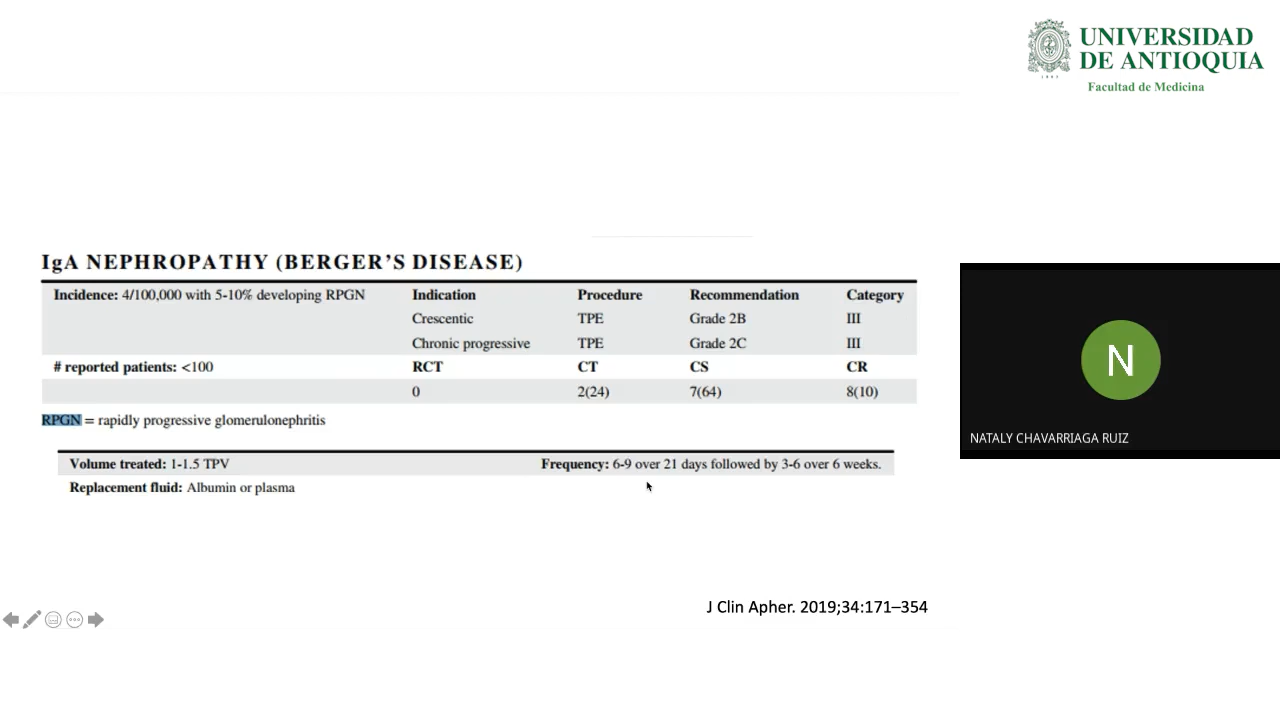 UNIVERSIDAD
DE ANTIOQUIA
1803
Facultad de Medicina
IgA NEPHROPATHY (BERGER'S DISEASE)
Incidence: 4/100,000 with 5-10% developing RPGN Indication Procedure Recommendation Category
Crescentic TPE Grade 2B III
Chronic progressive TPE Grade 2C III
# reported patients: <100 RCT CT CS CR
0 2(24) 7(64) 8(10)
RPGN = rapidly progressive glomerulonephritis
Volume treated: 1-1.5 TPV Frequency: 6-9 over 21 days followed by 3-6 over 6 weeks.
Replacement fluid: Albumin or plasma
N
NATALY CHAVARRIAGA RUIZ
J Clin Apher. 2019;34:171–354